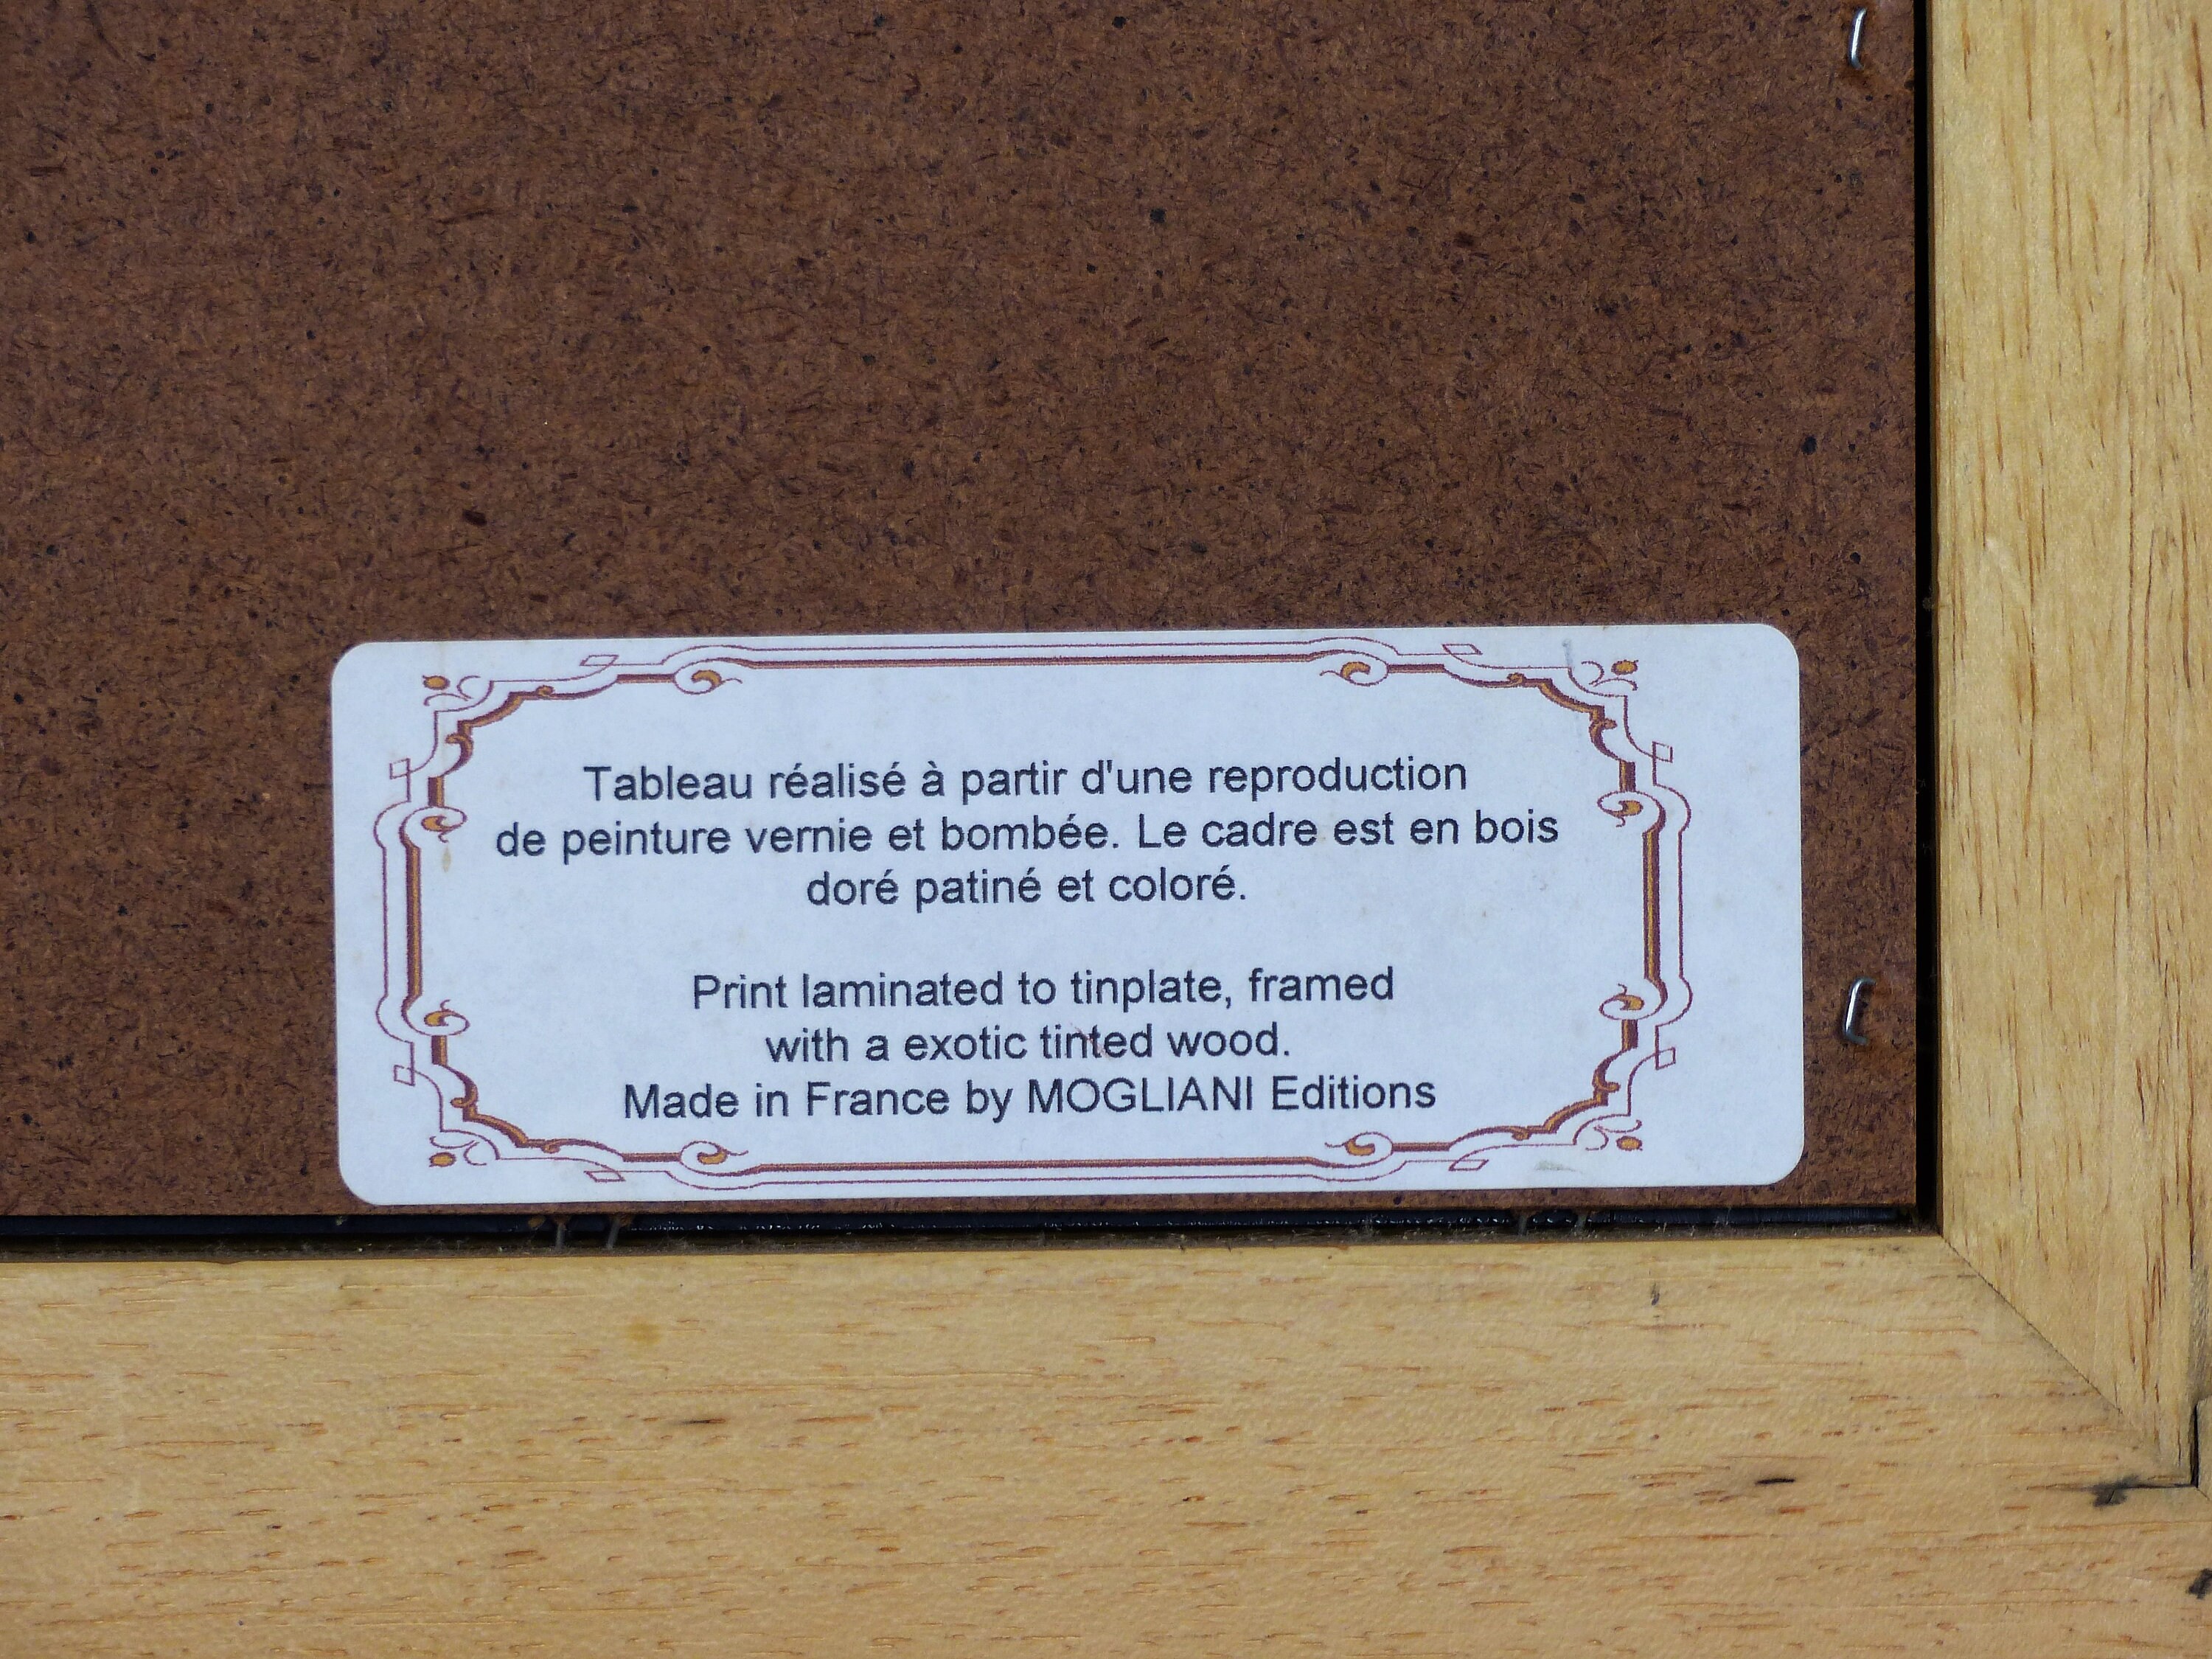 Tableau réalisé à partir d'une reproduction
de peinture vernie et bombée. Le cadre est en bois
doré patiné et coloré.
Print laminated to tinplate, framed
with a exotic tinted wood.
Made in France by MOGLIANI Editions